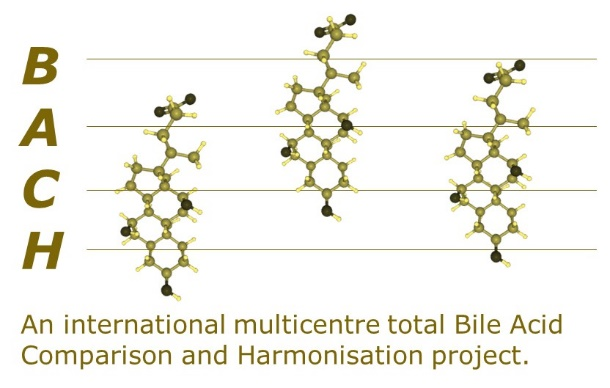 B
A
C
H
An international multicentre total Bile Acid
Comparison and Harmonisation project.